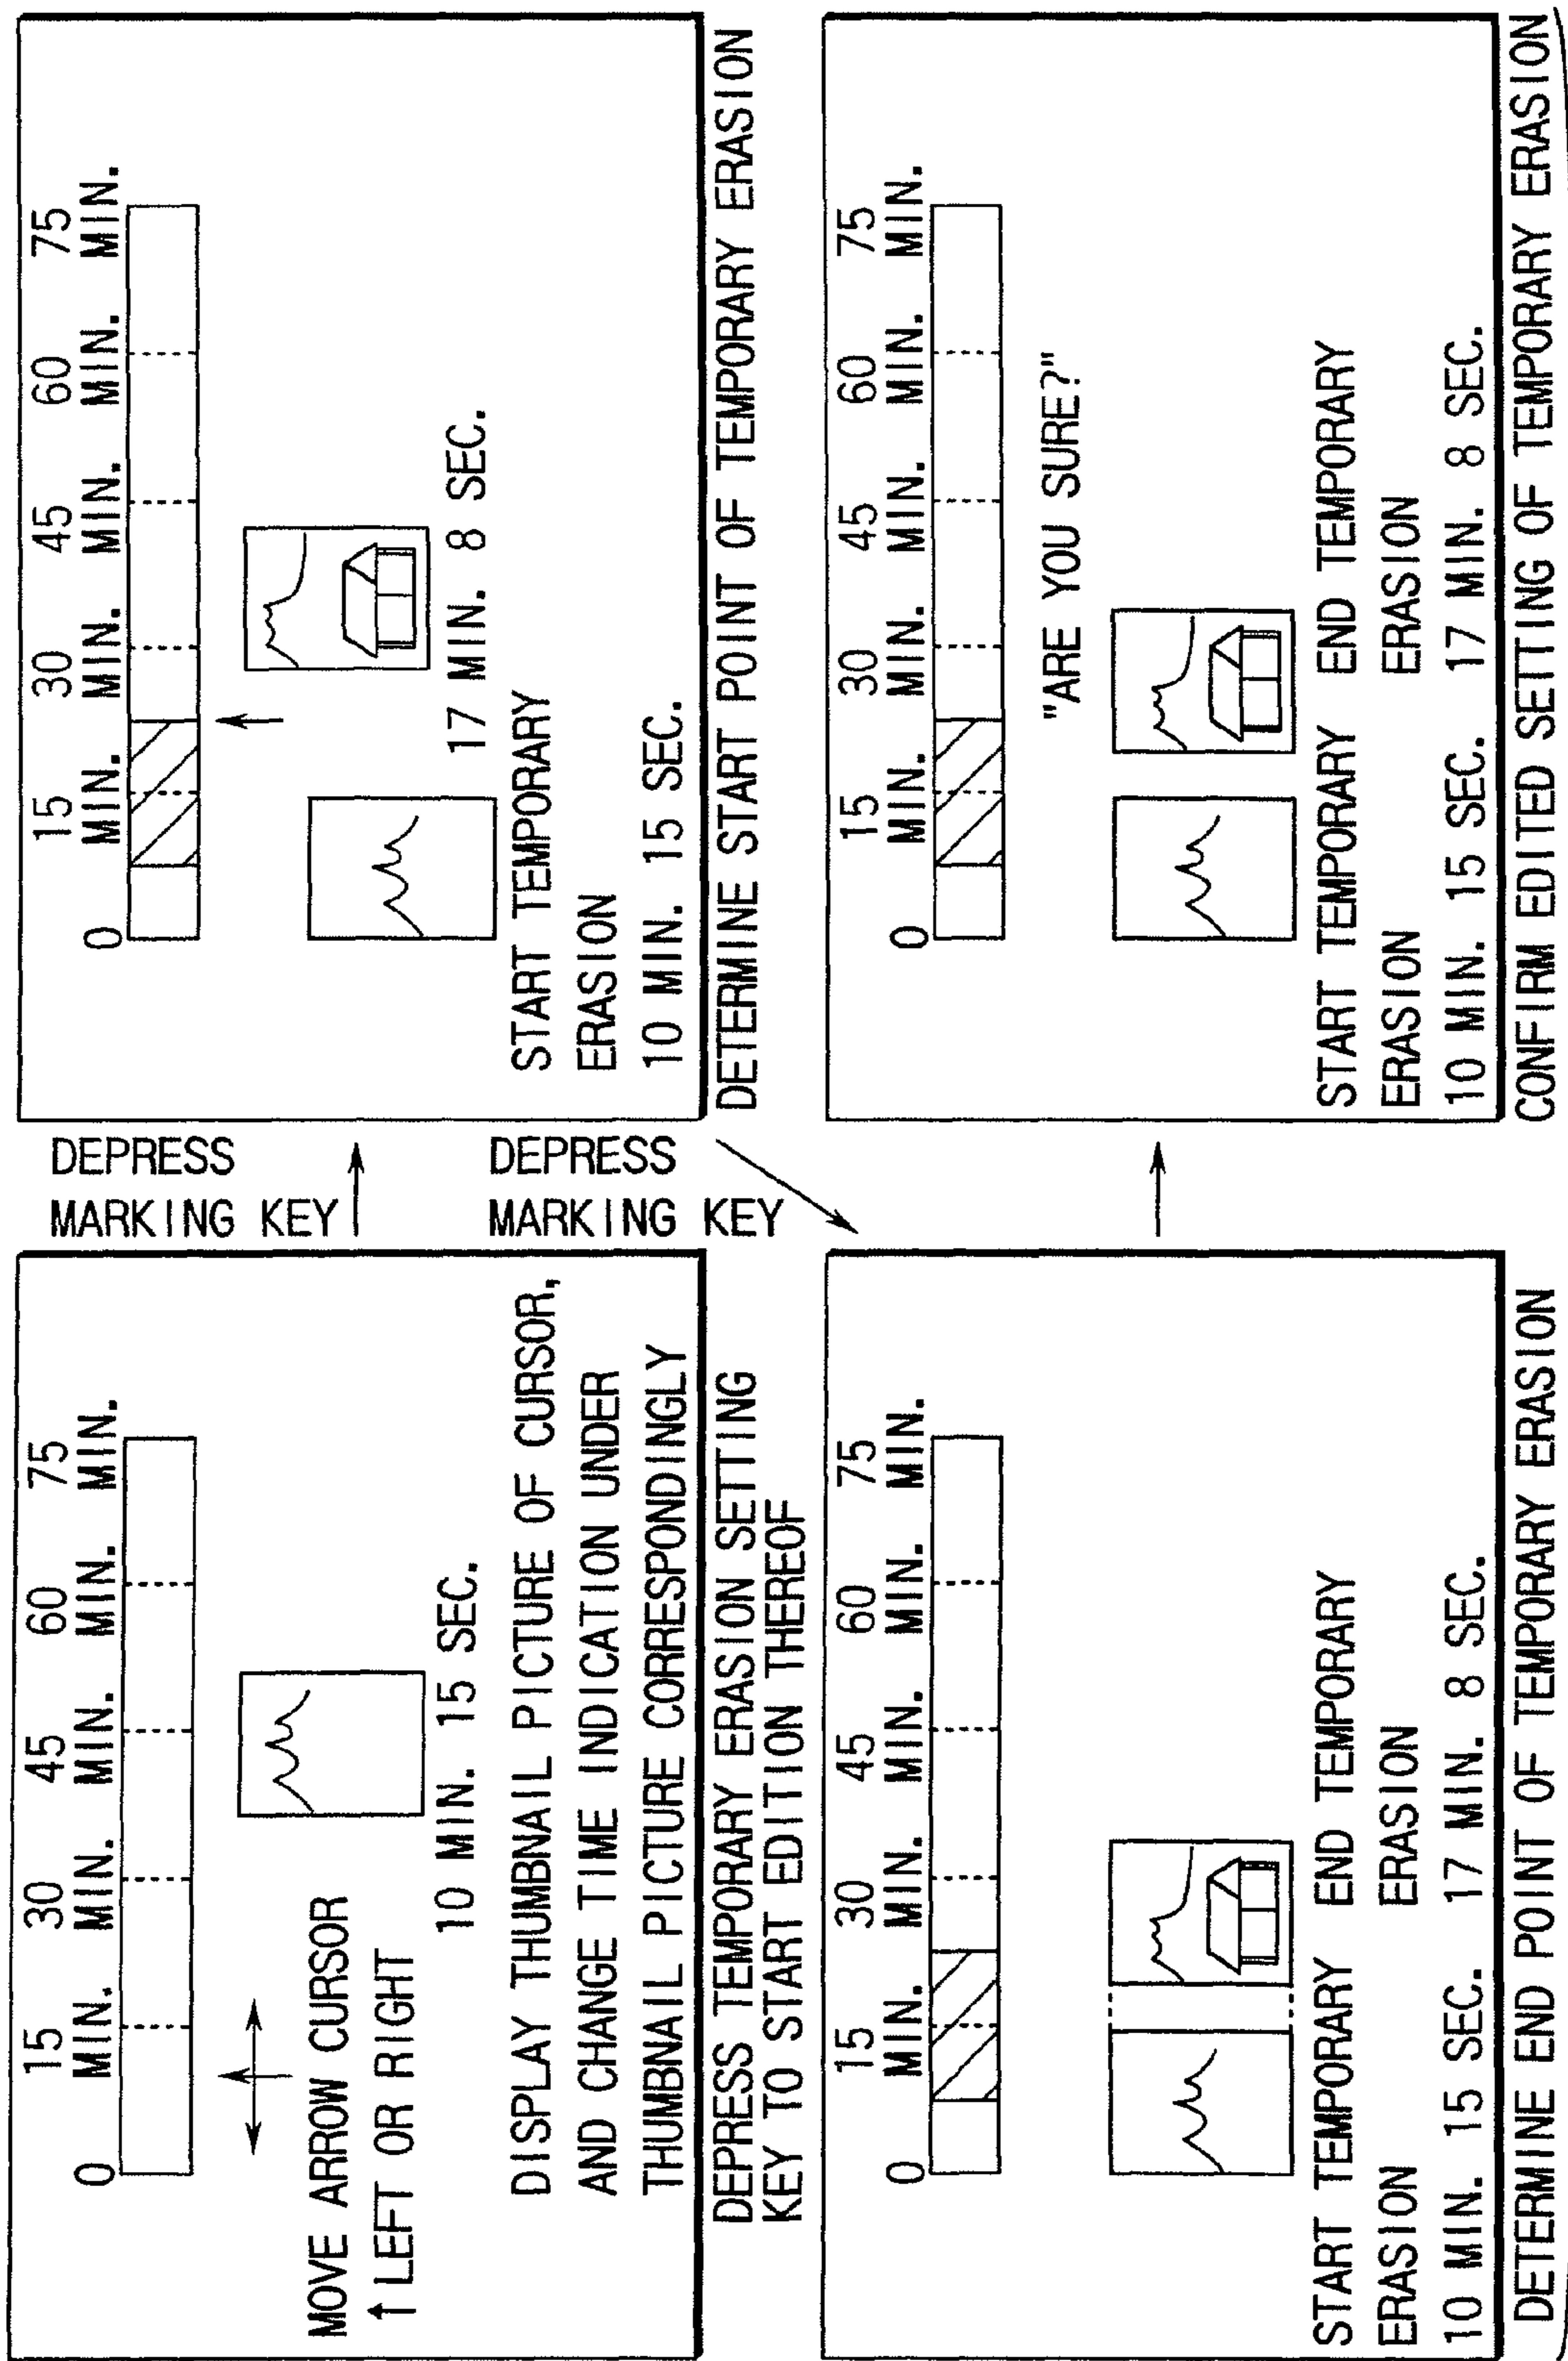 0
15
MIN.
30
MIN.
45
MIN.
60
MIN.
75
MIN.
MOVE ARROW CURSOR
↑ LEFT OR RIGHT
10 MIN. 15 SEC.
DISPLAY THUMBNAIL PICTURE OF CURSOR,
AND CHANGE TIME INDICATION UNDER
THUMBNAIL PICTURE CORRESPONDINGLY
DEPRESS TEMPORARY ERASION SETTING
KEY TO START EDITION THEREOF
DEPRESS
MARKING KEY
0
15
MIN.
30
MIN.
45
MIN.
60
MIN.
75
MIN.
17 MIN. 8 SEC.
START TEMPORARY
ERASION
10 MIN. 15 SEC.
DETERMINE START POINT OF TEMPORARY ERASION
DEPRESS
MARKING KEY
0
15
MIN.
30
MIN.
45
MIN.
60
MIN.
75
MIN.
START TEMPORARY END TEMPORARY
ERASION ERASION
10 MIN. 15 SEC. 17 MIN. 8 SEC.
DETERMINE END POINT OF TEMPORARY ERASION
0
15
MIN.
30
MIN.
45
MIN.
60
MIN.
75
MIN.
"ARE YOU SURE?"
START TEMPORARY END TEMPORARY
ERASION ERASION
10 MIN. 15 SEC. 17 MIN. 8 SEC.
CONFIRM EDITED SETTING OF TEMPORARY ERASION